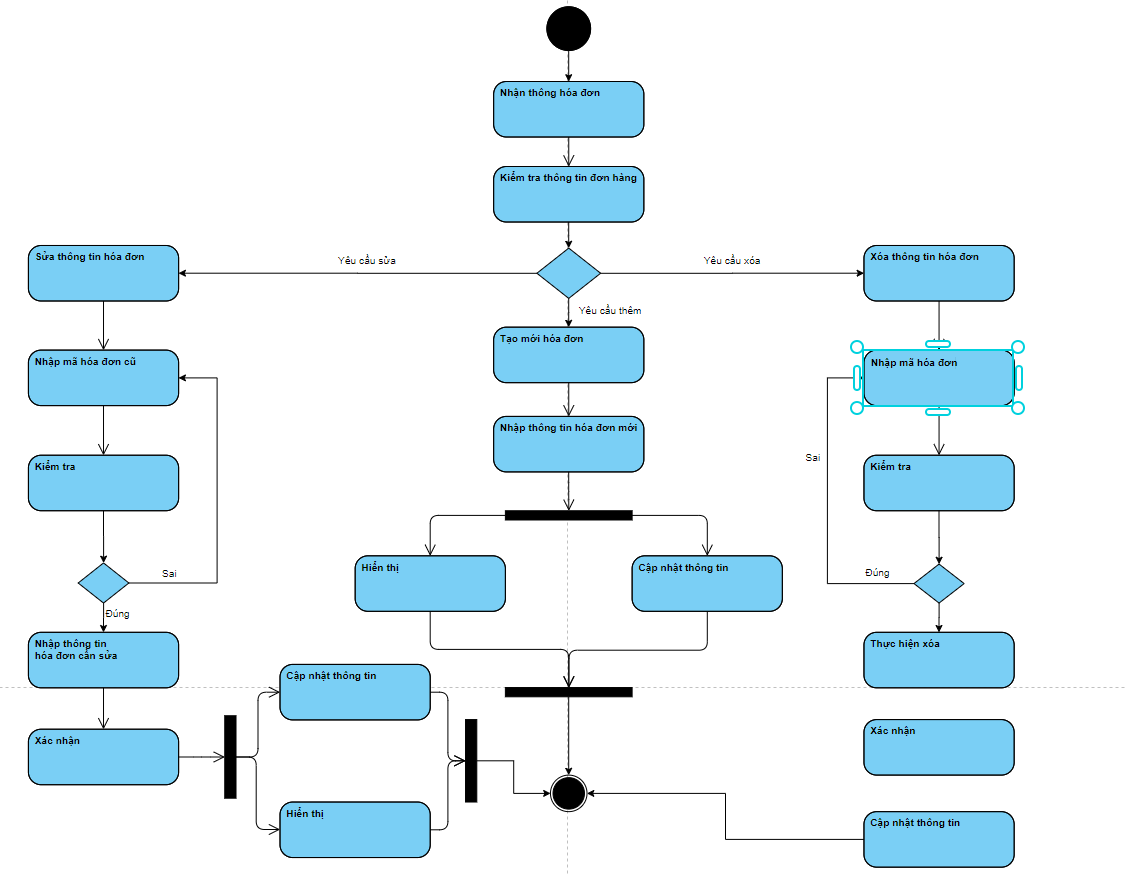 Nhận thông hóa đơn
Kiểm tra thông tin đơn hàng
Sửa thông tin hóa đơn
Yêu cầu sửa
Yêu cầu xóa
Xóa thông tin hóa đơn
Yêu cầu thêm
Tạo mới hóa đơn
Nhập mã hóa đơn cũ
Nhập mã hóa đơn
Nhập thông tin hóa đơn mới
Sai
Kiểm tra
Kiểm tra
Hiển thị
Cập nhật thông tin
Sai
Đúng
Đúng
Nhập thông tin
hóa đơn cần sửa
Thực hiện xóa
Cập nhật thông tin
Xác nhận
Xác nhận
Hiển thị
Cập nhật thông tin